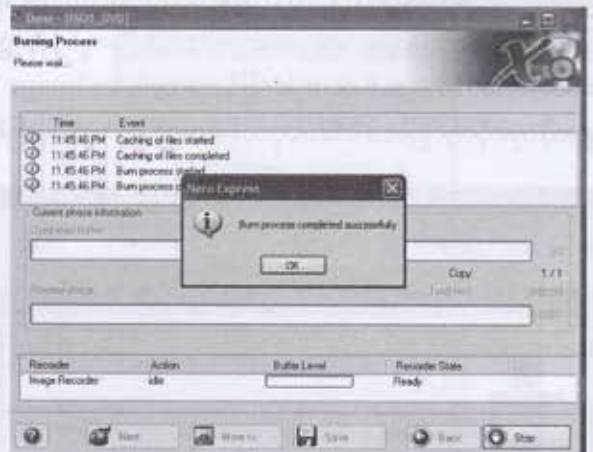 Burning Process
Please wait...
Time Event
11:45:46 PM Caching of files started
11:45:46 PM Caching of files completed
11:45:46 PM Burn process started
11:45:46 PM Burn process
Nero Express
Burn process completed successfully
OK
Current phase information
Copy 1 / 1
Recorder Action Buffer Level Recorder State
Image Recorder idle Ready
Next Save Back Stop